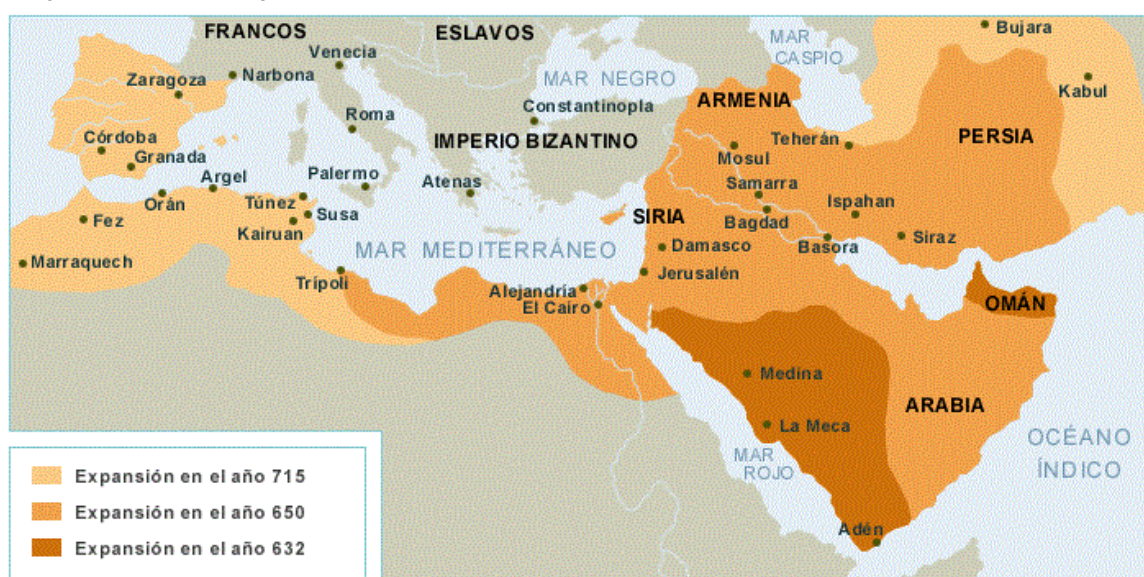 FRANCOS
ESLAVOS
MAR
CASPIO
Bujara
Venecia
Zaragoza
Narbona
MAR NEGRO
Kabul
ARMENIA
Constantinopla
Roma
IMPERIO BIZANTINO
Teherán
PERSIA
Córdoba
Granada
Mosul
Argel
Palermo
Atenas
Samarra
Orán
Túnez
Susa
SIRIA
Bagdad
Ispahan
Fez
Kairuan
MAR MEDITERRÁNEO
Damasco
Basora
Siraz
Marraquech
Trípoli
Jerusalén
Alejandría
El Cairo
OMÁN
Medina
ARABIA
La Meca
MAR
ROJO
OCÉANO
ÍNDICO
Adén
Expansión en el año 715
Expansión en el año 650
Expansión en el año 632